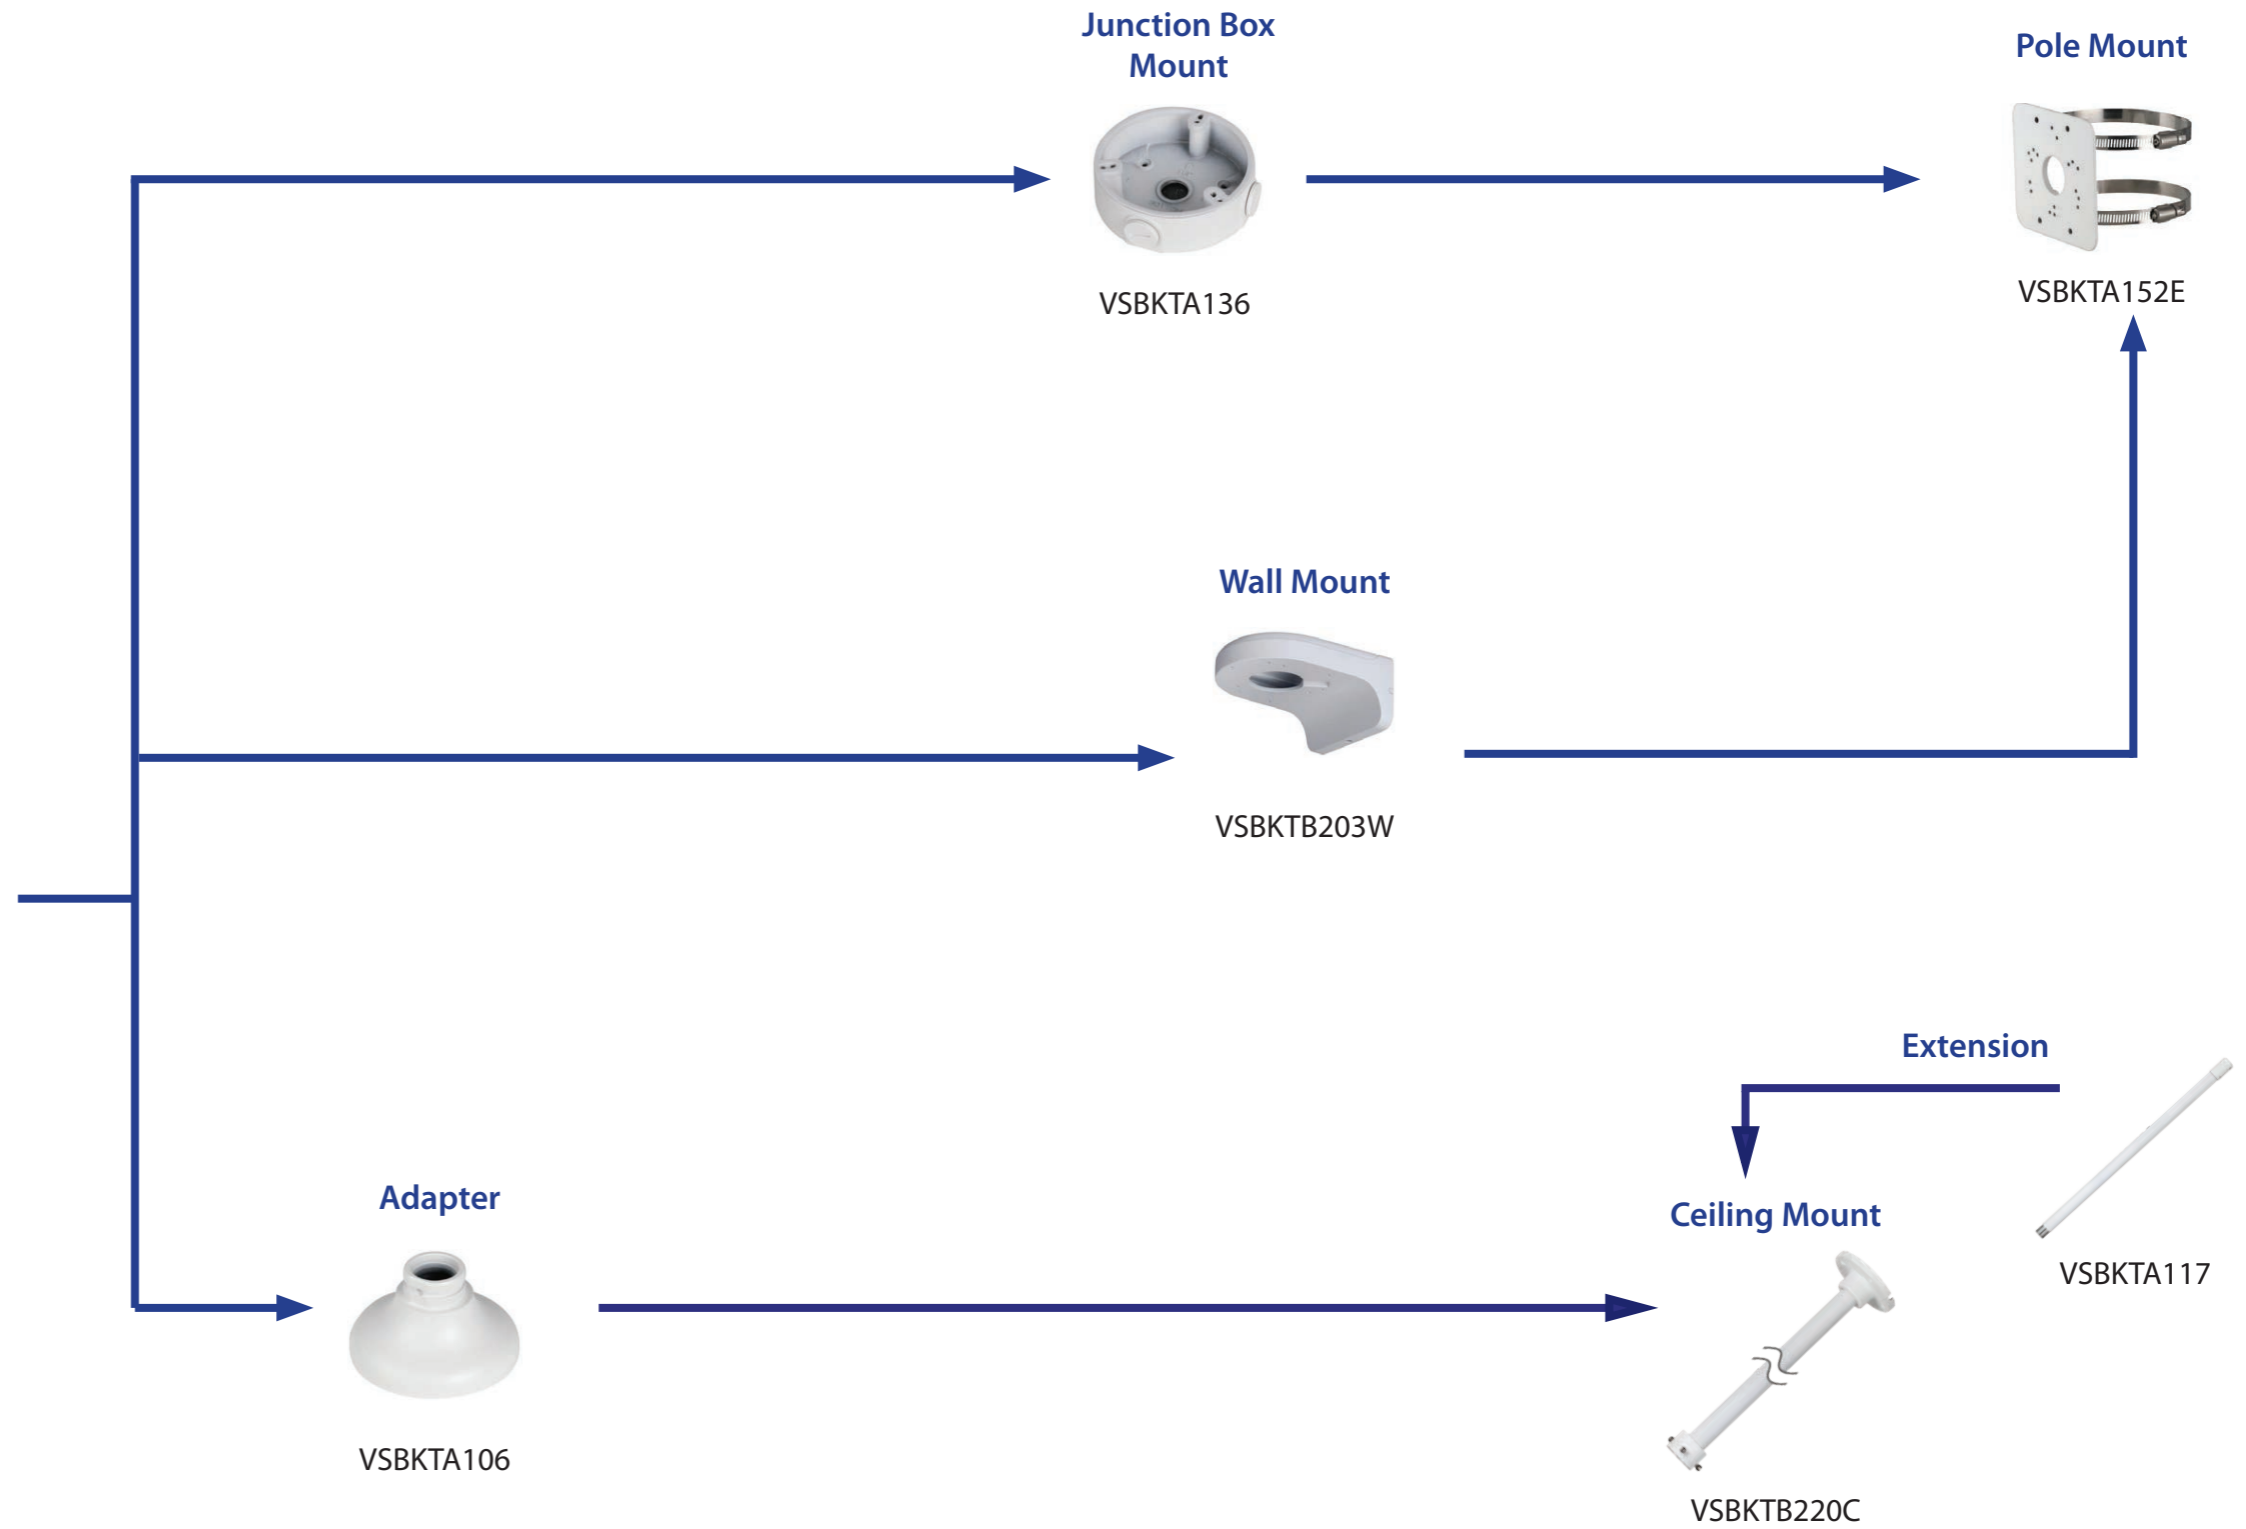 Junction Box
Mount
VSBKTA136
Pole Mount
VSBKTA152E
Wall Mount
VSBKTB203W
Extension
VSBKTA117
Adapter
VSBKTA106
Ceiling Mount
VSBKTB220C